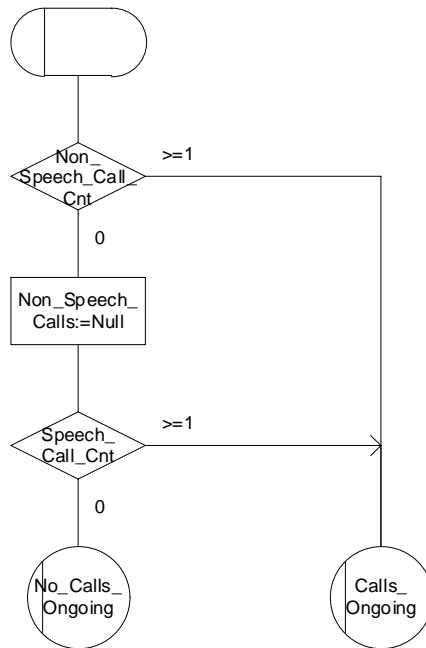 Non_
Speech_Call_
Cnt
>=1
0
Non_Speech_
Calls:=Null
Speech_
Call_Cnt
>=1
0
No_Calls_
Ongoing
Calls_
Ongoing